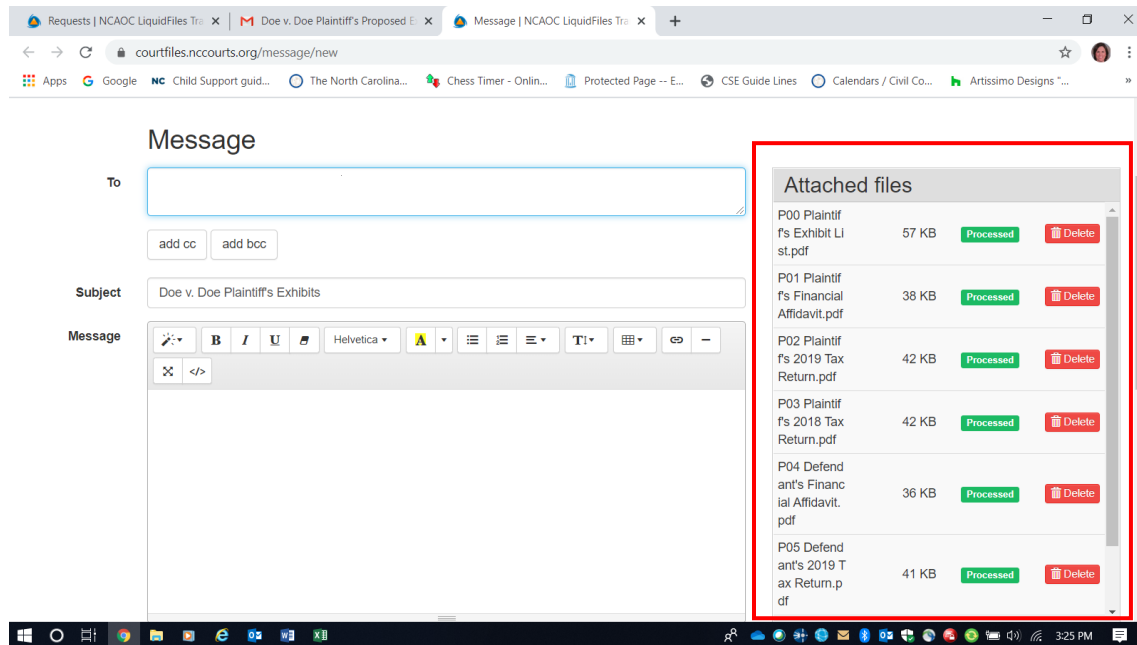 Requests | NCAOC LiquidFiles Tra
Doe v. Doe Plaintiff's Proposed E
Message | NCAOC LiquidFiles Tra
courtfiles.nccourts.org/message/new
Apps
Google
NC Child Support guid...
The North Carolina...
Chess Timer - Onlin...
Protected Page -- E...
CSE Guide Lines
Calendars / Civil Co...
Artissimo Designs "...
»
Message
To
add cc
add bcc
Subject
Doe v. Doe Plaintiff's Exhibits
Message
B I U
Helvetica
A
TI
</>
Attached files
P00 Plaintif
f's Exhibit Li
st.pdf
57 KB
Processed
Delete
P01 Plaintif
f's Financial
Affidavit.pdf
38 KB
Processed
Delete
P02 Plaintif
f's 2019 Tax
Return.pdf
42 KB
Processed
Delete
P03 Plaintif
f's 2018 Tax
Return.pdf
42 KB
Processed
Delete
P04 Defend
ant's Financ
ial Affidavit.
pdf
36 KB
Processed
Delete
P05 Defend
ant's 2019 T
ax Return.p
df
41 KB
Processed
Delete
3:25 PM